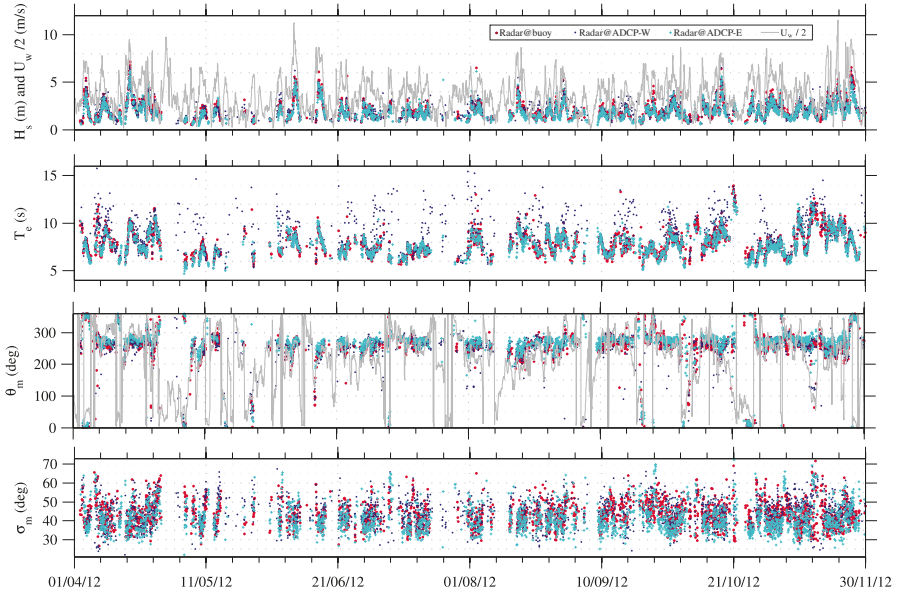 Radar@buoy Radar@ADCP-W Radar@ADCP-E U_w / 2
H_s (m) and U_w /2 (m/s)
10
5
0
T_e (s)
15
10
5
θ_m (deg)
300
200
100
0
σ_m (deg)
70
60
50
40
30
01/04/12 11/05/12 21/06/12 01/08/12 10/09/12 21/10/12 30/11/12